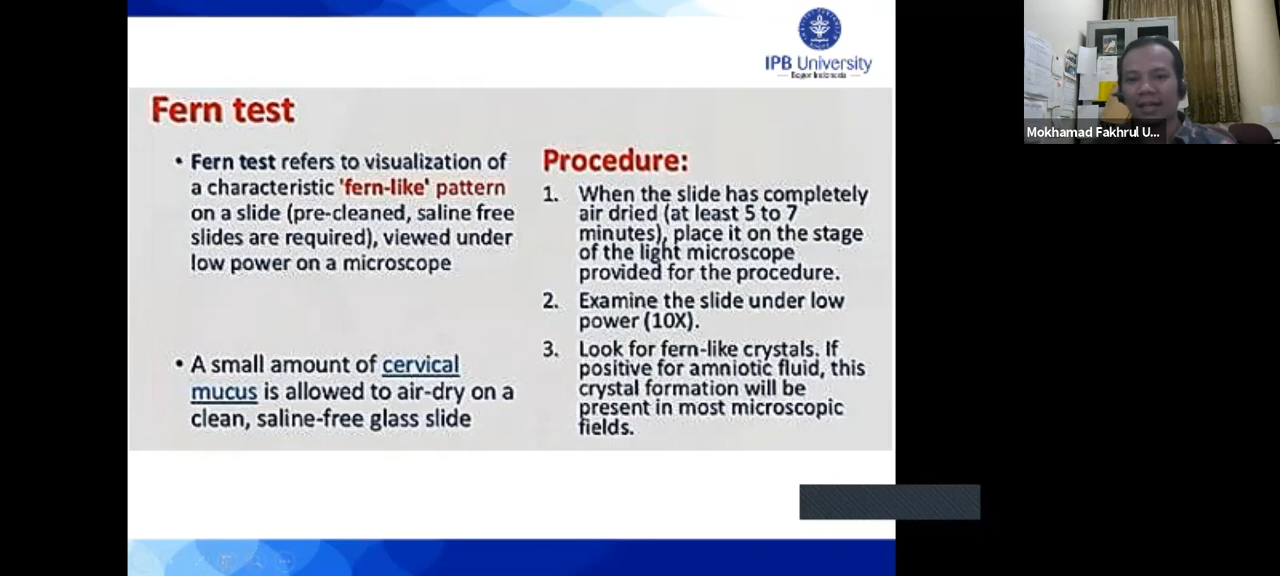 IPB University
Bogor Indonesia
Fern test
• Fern test refers to visualization of
a characteristic 'fern-like' pattern
on a slide (pre-cleaned, saline free
slides are required), viewed under
low power on a microscope
• A small amount of cervical
mucus is allowed to air-dry on a
clean, saline-free glass slide
Procedure:
1. When the slide has completely
air dried (at least 5 to 7
minutes), place it on the stage
of the light microscope
provided for the procedure.
2. Examine the slide under low
power (10X).
3. Look for fern-like crystals. If
positive for amniotic fluid, this
crystal formation will be
present in most microscopic
fields.
Mokhamad Fakhrul U...